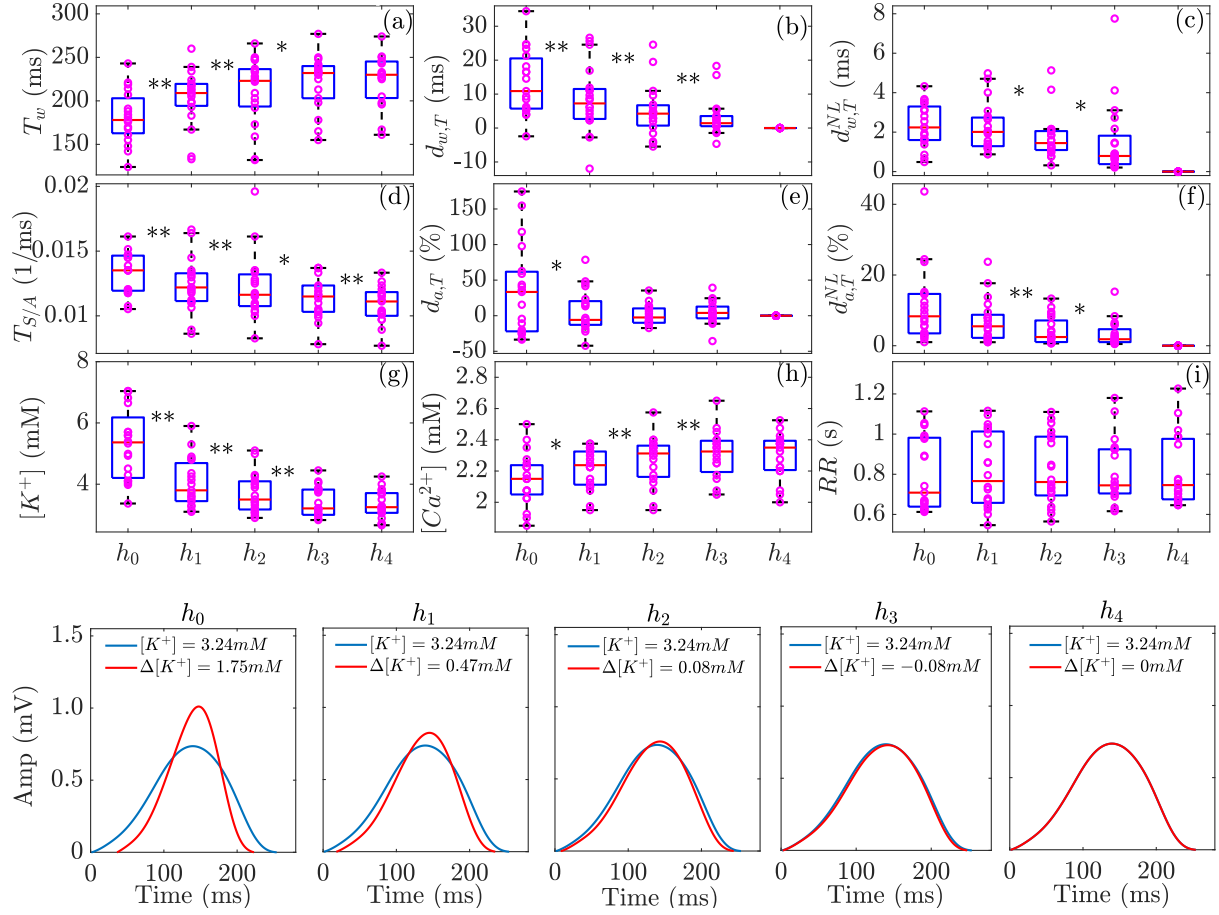 (a)
T_w (ms)
300
250
200
150
100
** ** *
(b)
d_{w,T} (ms)
30
20
10
0
-10
** ** **
(c)
d^{NL}_{w,T} (ms)
8
6
4
2
0
* *
(d)
T_{S/A} (1/ms)
0.02
0.015
0.01
** ** * **
(e)
d_{a,T} (%)
150
100
50
0
-50
*
(f)
d^{NL}_{a,T} (%)
40
20
0
** *
(g)
[K^+] (mM)
8
6
4
** ** **
h_0 h_1 h_2 h_3 h_4
(h)
[Ca^{2+}] (mM)
2.8
2.6
2.4
2.2
2
* ** **
h_0 h_1 h_2 h_3 h_4
(i)
RR (s)
1.2
1
0.8
0.6
h_0 h_1 h_2 h_3 h_4
Amp (mV)
1.5
1.0
0.5
0
h_0
[K^+] = 3.24mM
Δ[K^+] = 1.75mM
0 100 200
Time (ms)
h_1
[K^+] = 3.24mM
Δ[K^+] = 0.47mM
0 100 200
Time (ms)
h_2
[K^+] = 3.24mM
Δ[K^+] = 0.08mM
0 100 200
Time (ms)
h_3
[K^+] = 3.24mM
Δ[K^+] = −0.08mM
0 100 200
Time (ms)
h_4
[K^+] = 3.24mM
Δ[K^+] = 0mM
0 100 200
Time (ms)